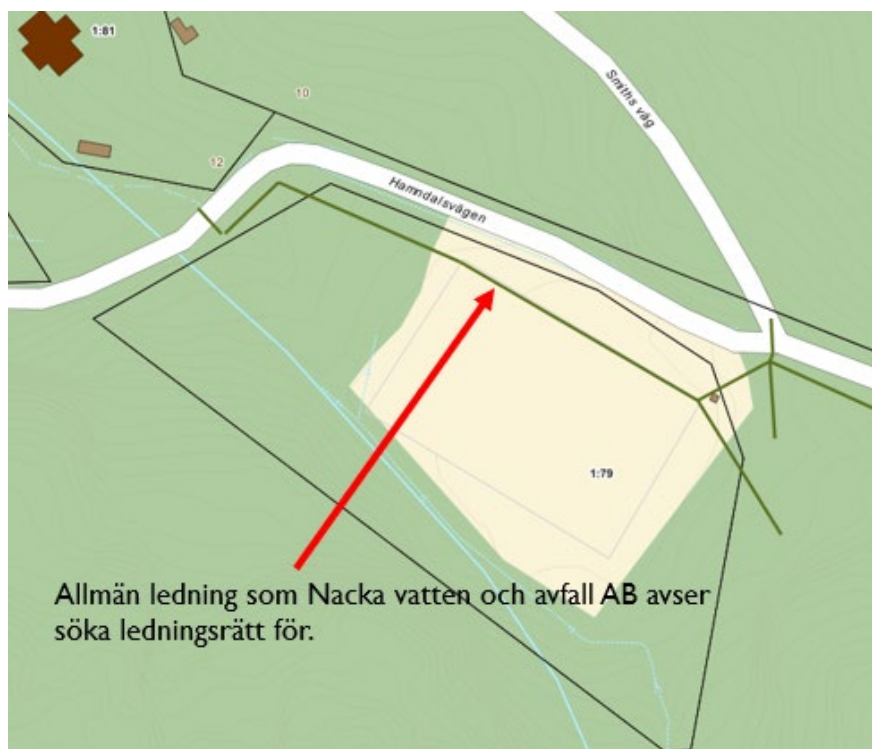 1:81
10
Smiths väg
12
Hamndalsvägen
1:79
Allmän ledning som Nacka vatten och avfall AB avser
söka ledningsrätt för.